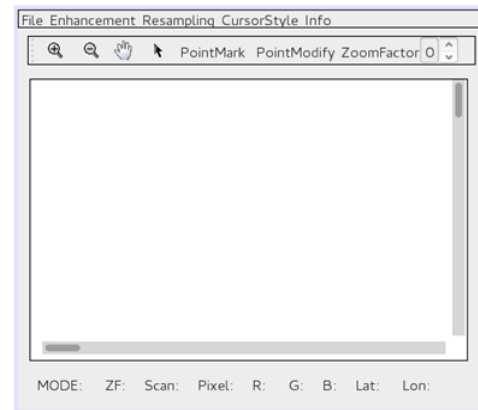 File Enhancement Resampling CursorStyle Info
PointMark PointModify ZoomFactor 0
MODE: ZF: Scan: Pixel: R: G: B: Lat: Lon: